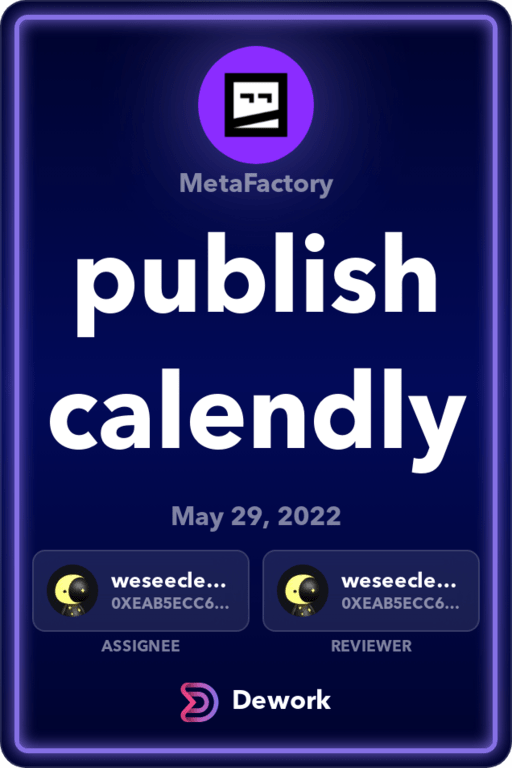 MetaFactory
publish
calendly
May 29, 2022
weseecle... weseecle...
0XEAB5ECC6... 0XEAB5ECC6...
ASSIGNEE REVIEWER
Dework